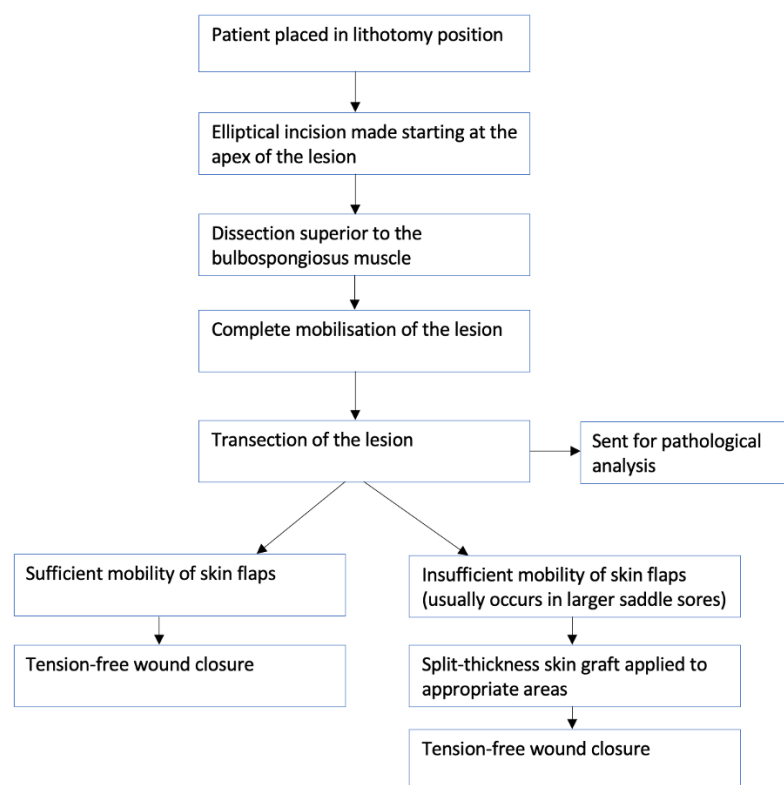 Patient placed in lithotomy position
Elliptical incision made starting at the
apex of the lesion
Dissection superior to the
bulbospongiosus muscle
Complete mobilisation of the lesion
Transection of the lesion
Sent for pathological
analysis
Sufficient mobility of skin flaps
Tension-free wound closure
Insufficient mobility of skin flaps
(usually occurs in larger saddle sores)
Split-thickness skin graft applied to
appropriate areas
Tension-free wound closure